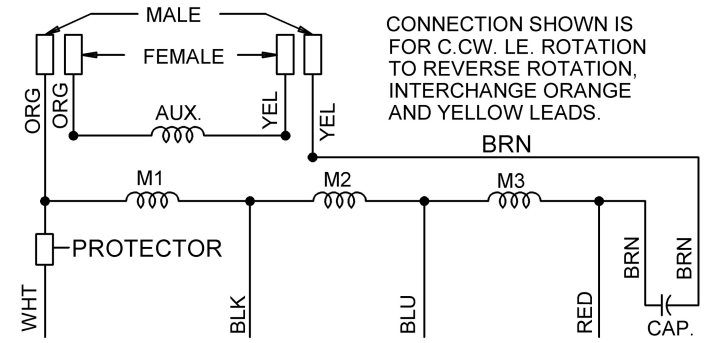 MALE
FEMALE
CONNECTION SHOWN IS
FOR C.CW. LE. ROTATION
TO REVERSE ROTATION,
INTERCHANGE ORANGE
AND YELLOW LEADS.
ORG
ORG
AUX.
YEL
YEL
BRN
M1
M2
M3
PROTECTOR
BRN
BRN
WHT
BLK
BLU
RED
CAP.